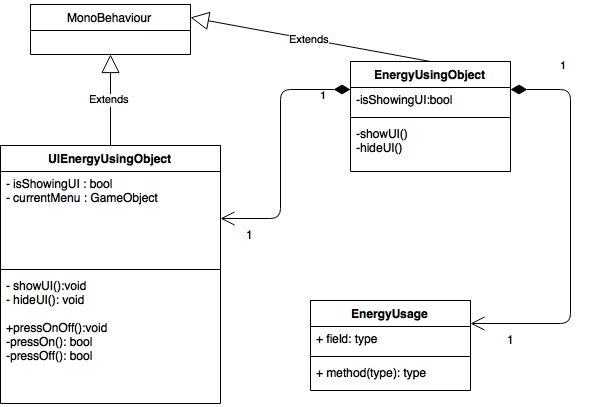 MonoBehaviour
Extends
Extends
EnergyUsingObject
-isShowingUI:bool
-showUI()
-hideUI()
1
1
UIEnergyUsingObject
- isShowingUI : bool
- currentMenu : GameObject
- showUI():void
- hideUI(): void
+pressOnOff():void
-pressOn(): bool
-pressOff(): bool
1
EnergyUsage
+ field: type
+ method(type): type
1